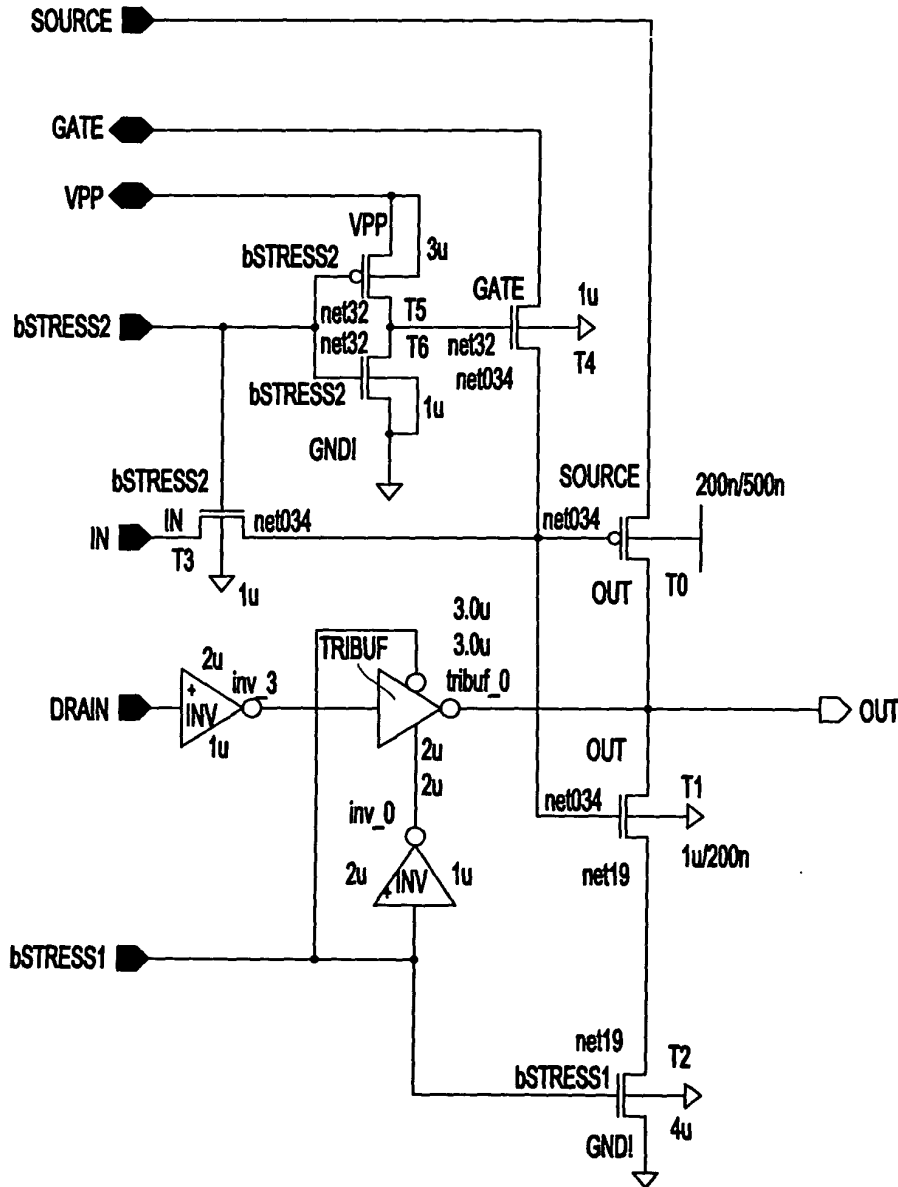 SOURCE
GATE
VPP
VPP
bSTRESS2
3u
GATE
1u
bSTRESS2
net32
T5
net32
T6
net32
T4
bSTRESS2
1u
net034
GND!
bSTRESS2
SOURCE
200n/500n
IN
IN
net034
net034
T3
1u
OUT
T0
3.0u
3.0u
TRIBUF
tribuf_0
2u
inv_3
DRAIN
+
INV
1u
OUT
2u
2u
OUT
T1
net034
inv_0
2u
+
INV
1u
1u/200n
net19
bSTRESS1
net19
T2
bSTRESS1
4u
GND!